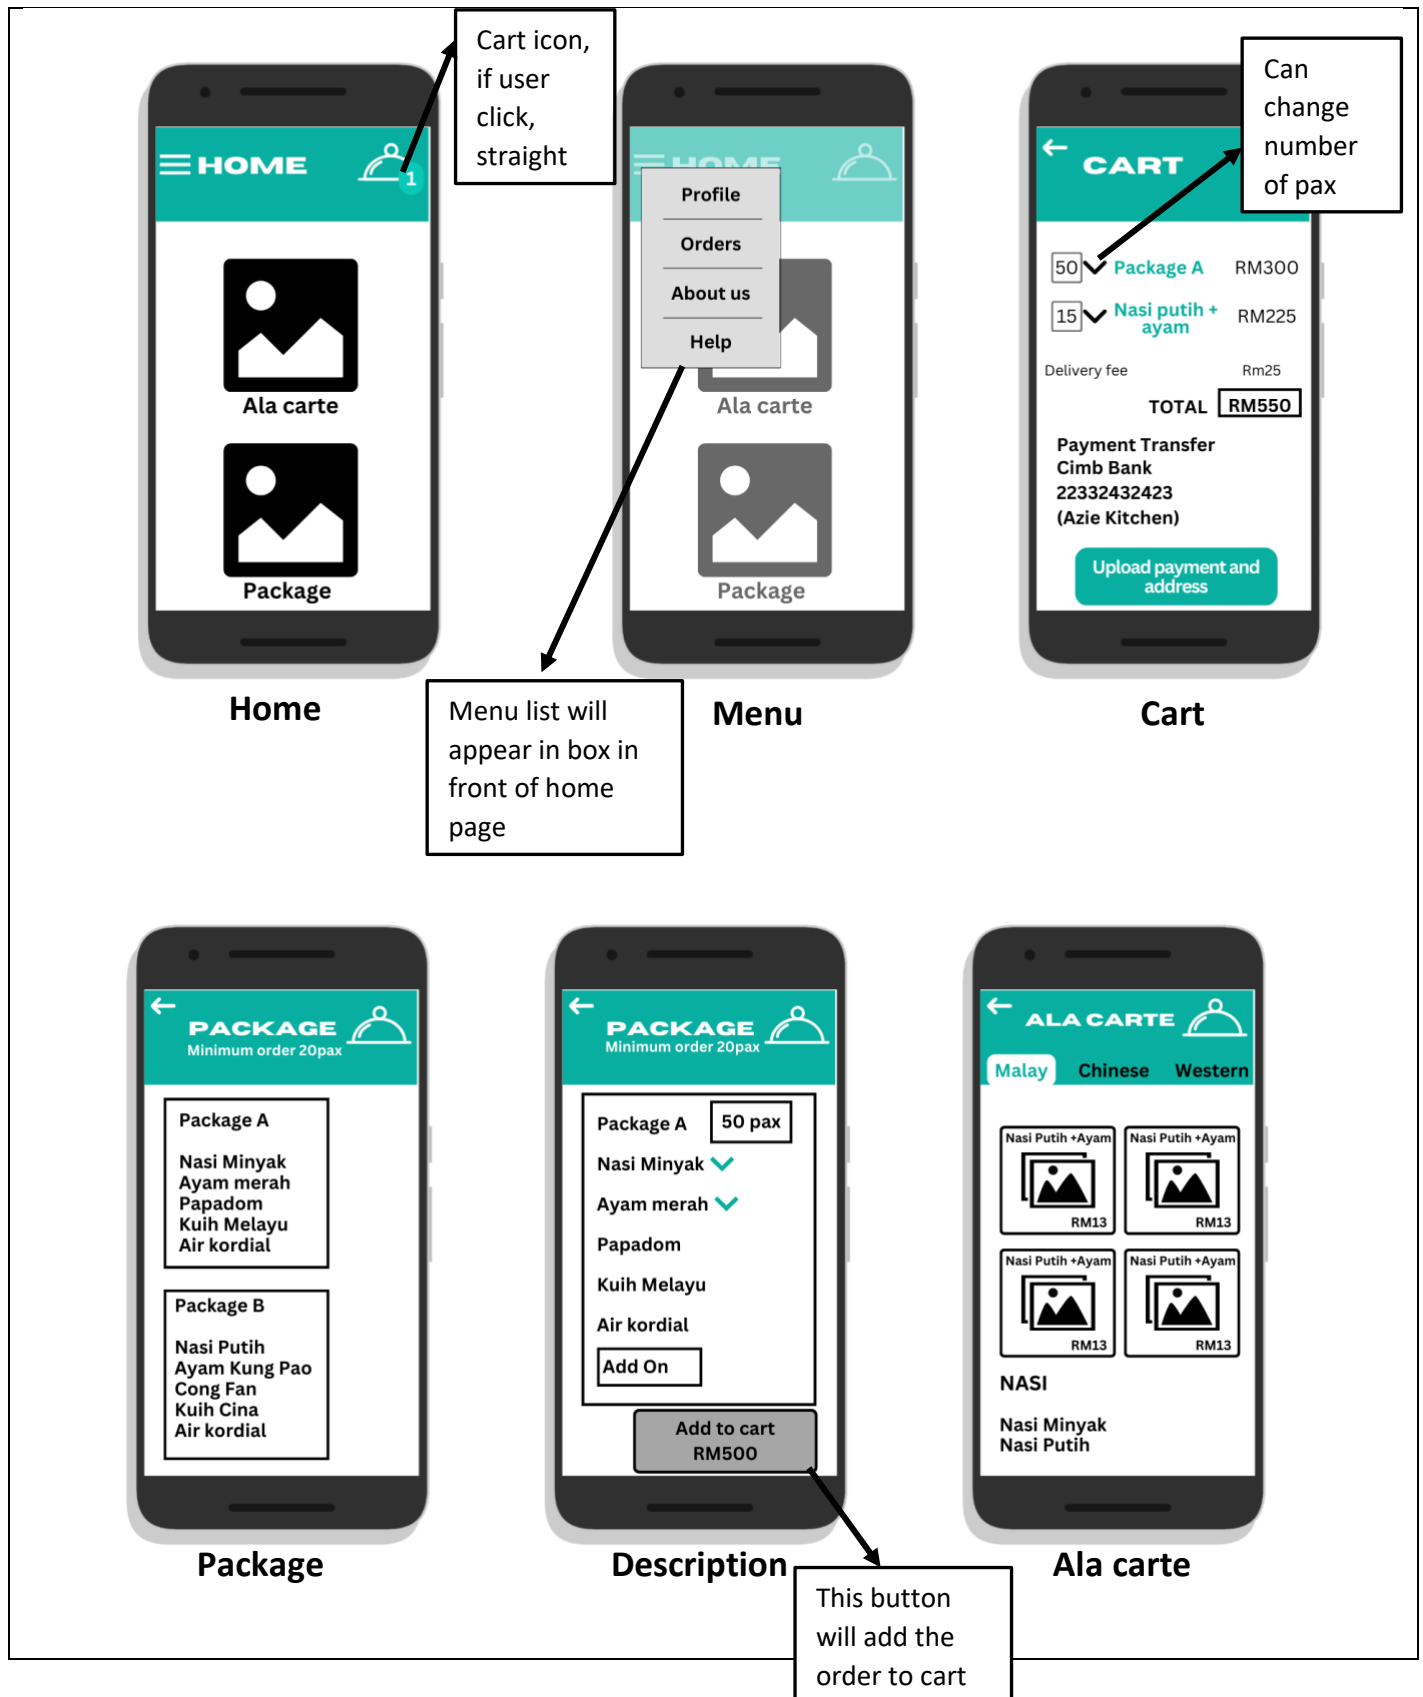 Cart icon,
if user
click,
straight
Can
change
number
of pax
HOME
1
Ala carte
Package
Home
HOME
Profile
Orders
About us
Help
Ala carte
Package
Menu
Menu list will
appear in box in
front of home
page
CART
50 Package A RM300
15 Nasi putih +
ayam RM225
Delivery fee Rm25
TOTAL RM550
Payment Transfer
Cimb Bank
22332432423
(Azie Kitchen)
Upload payment and
address
Cart
PACKAGE
Minimum order 20pax
Package A
Nasi Minyak
Ayam merah
Papadom
Kuih Melayu
Air kordial
Package B
Nasi Putih
Ayam Kung Pao
Cong Fan
Kuih Cina
Air kordial
Package
PACKAGE
Minimum order 20pax
Package A 50 pax
Nasi Minyak
Ayam merah
Papadom
Kuih Melayu
Air kordial
Add On
Add to cart
RM500
Description
This button
will add the
order to cart
ALA CARTE
Malay Chinese Western
Nasi Putih +Ayam Nasi Putih +Ayam
RM13 RM13
Nasi Putih +Ayam Nasi Putih +Ayam
RM13 RM13
NASI
Nasi Minyak
Nasi Putih
Ala carte